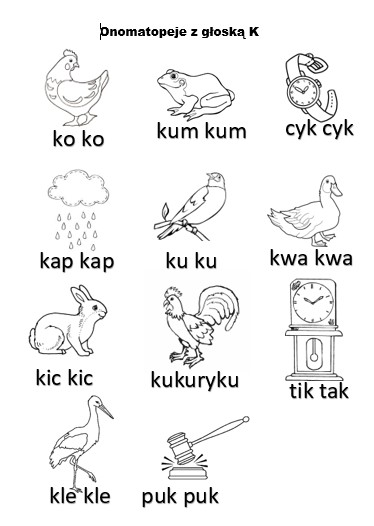 Onomatopeje z głoską K
ko ko
kum kum
cyk cyk
kap kap
ku ku
kwa kwa
kic kic
kukuryku
tik tak
kle kle
puk puk